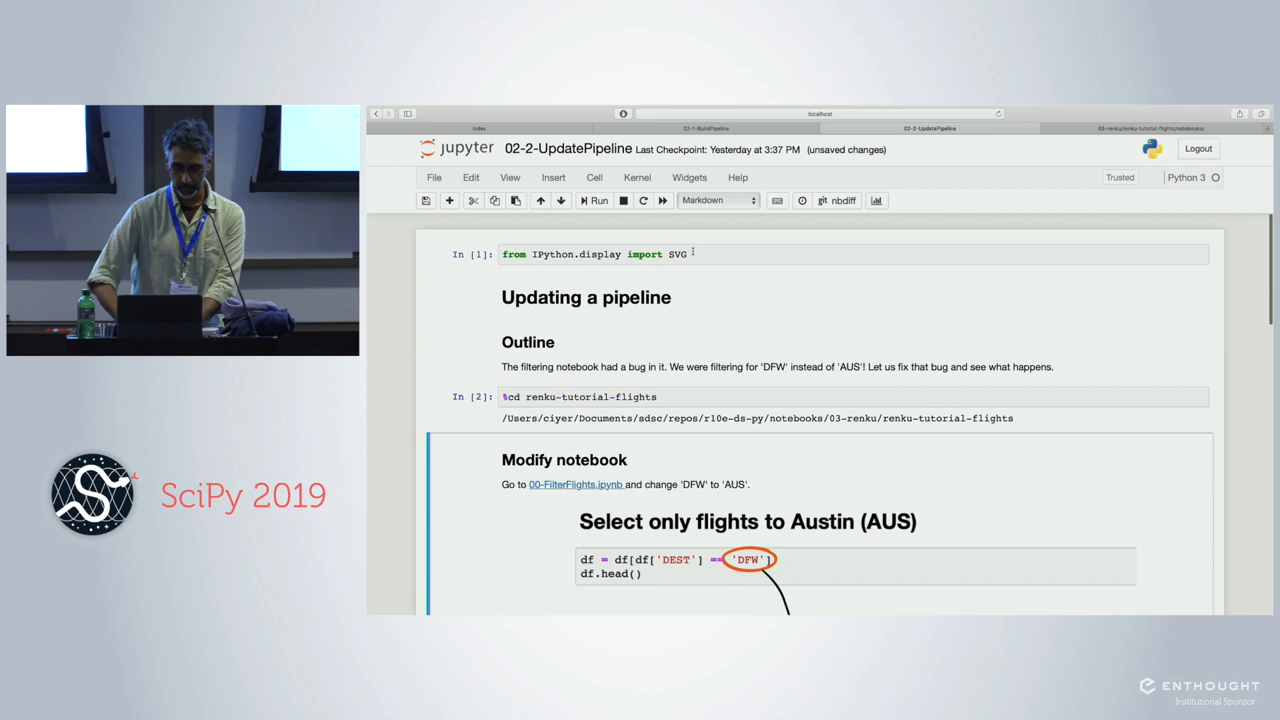 localhost
index
02-1-BuildPipeline
02-2-UpdatePipeline
03-renku/renku-tutorial-flights/notebooks/
jupyter
02-2-UpdatePipeline Last Checkpoint: Yesterday at 3:37 PM (unsaved changes)
Logout
File Edit View Insert Cell Kernel Widgets Help
Trusted
Python 3
Run
Markdown
git nbdiff
In [1]: from IPython.display import SVG
Updating a pipeline
Outline
The filtering notebook had a bug in it. We were filtering for 'DFW' instead of 'AUS'! Let us fix that bug and see what happens.
In [2]: %cd renku-tutorial-flights
/Users/ciyer/Documents/sdsc/repos/r10e-ds-py/notebooks/03-renku/renku-tutorial-flights
Modify notebook
Go to 00-FilterFlights.ipynb and change 'DFW' to 'AUS'.
Select only flights to Austin (AUS)
df = df[df['DEST'] == 'DFW']
df.head()
SciPy 2019
ENTHOUGHT
Institutional Sponsor